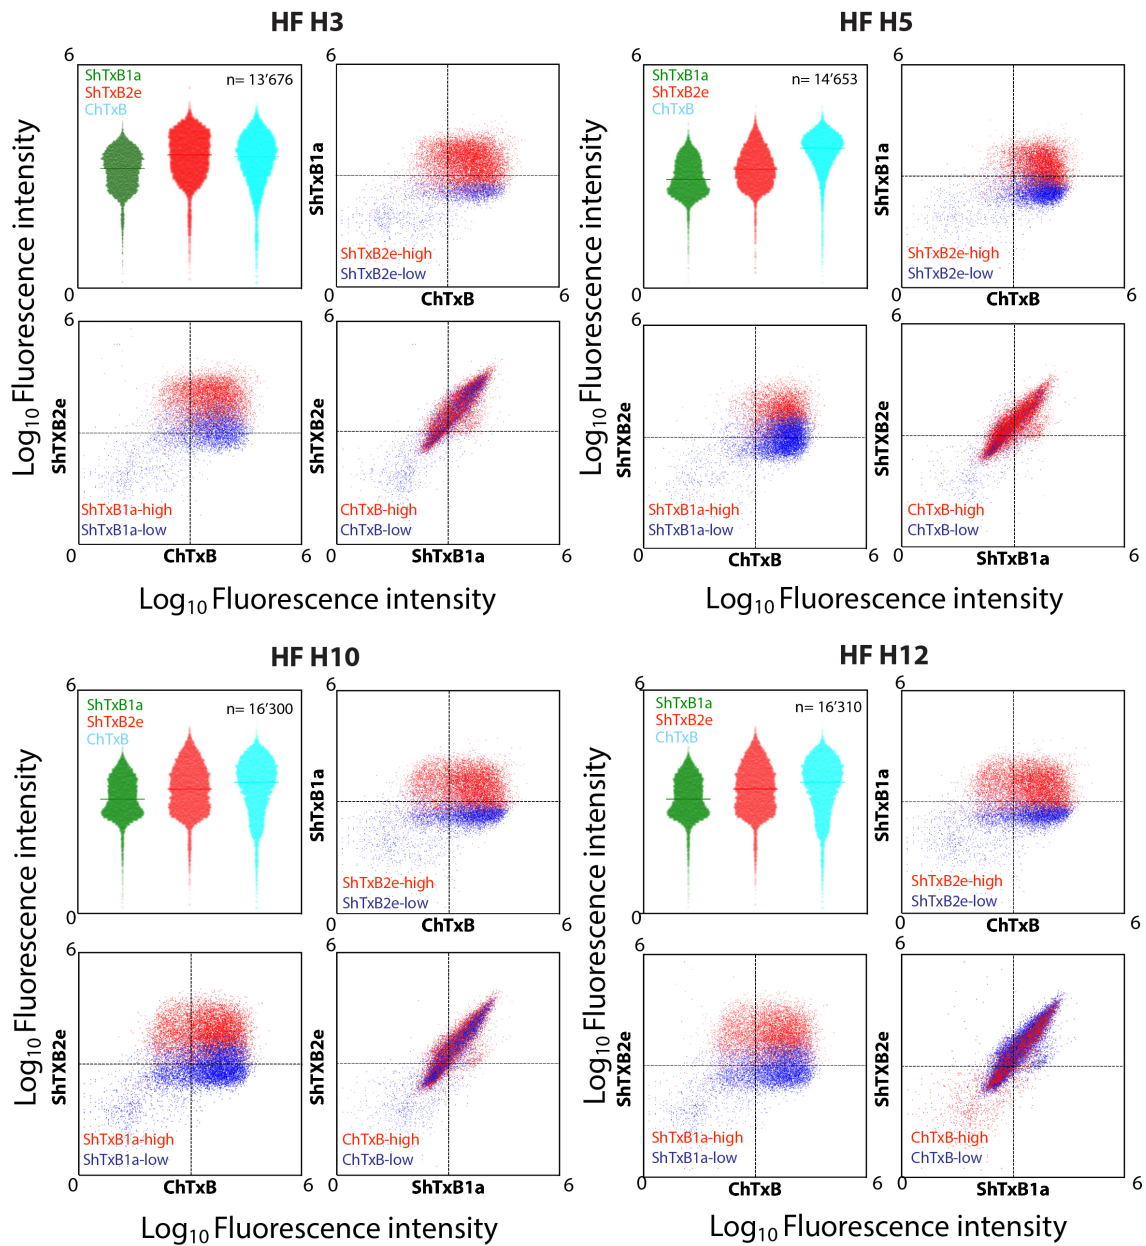 HF H3
6
ShTxB1a
ShTxB2e
ChTxB
n= 13’676
0
Log10 Fluorescence intensity
6
ShTxB1a
ShTxB2e-high
ShTxB2e-low
0
ChTxB
6
6
ShTXB2e
ShTxB1a-high
ShTxB1a-low
0
ChTxB
6
ShTXB2e
ChTxB-high
ChTxB-low
0
ShTxB1a
6
Log10 Fluorescence intensity
HF H5
6
ShTxB1a
ShTxB2e
ChTxB
n= 14’653
0
Log10 Fluorescence intensity
6
ShTxB1a
ShTxB2e-high
ShTxB2e-low
0
ChTxB
6
6
ShTXB2e
ShTxB1a-high
ShTxB1a-low
0
ChTxB
6
ShTXB2e
ChTxB-high
ChTxB-low
0
ShTxB1a
6
Log10 Fluorescence intensity
HF H10
6
ShTxB1a
ShTxB2e
ChTxB
n= 16’300
0
Log10 Fluorescence intensity
6
ShTxB1a
ShTxB2e-high
ShTxB2e-low
0
ChTxB
6
6
ShTXB2e
ShTxB1a-high
ShTxB1a-low
0
ChTxB
6
ShTXB2e
ChTxB-high
ChTxB-low
0
ShTxB1a
6
Log10 Fluorescence intensity
HF H12
6
ShTxB1a
ShTxB2e
ChTxB
n= 16’310
0
Log10 Fluorescence intensity
6
ShTxB1a
ShTxB2e-high
ShTxB2e-low
0
ChTxB
6
6
ShTXB2e
ShTxB1a-high
ShTxB1a-low
0
ChTxB
6
ShTXB2e
ChTxB-high
ChTxB-low
0
ShTxB1a
6
Log10 Fluorescence intensity